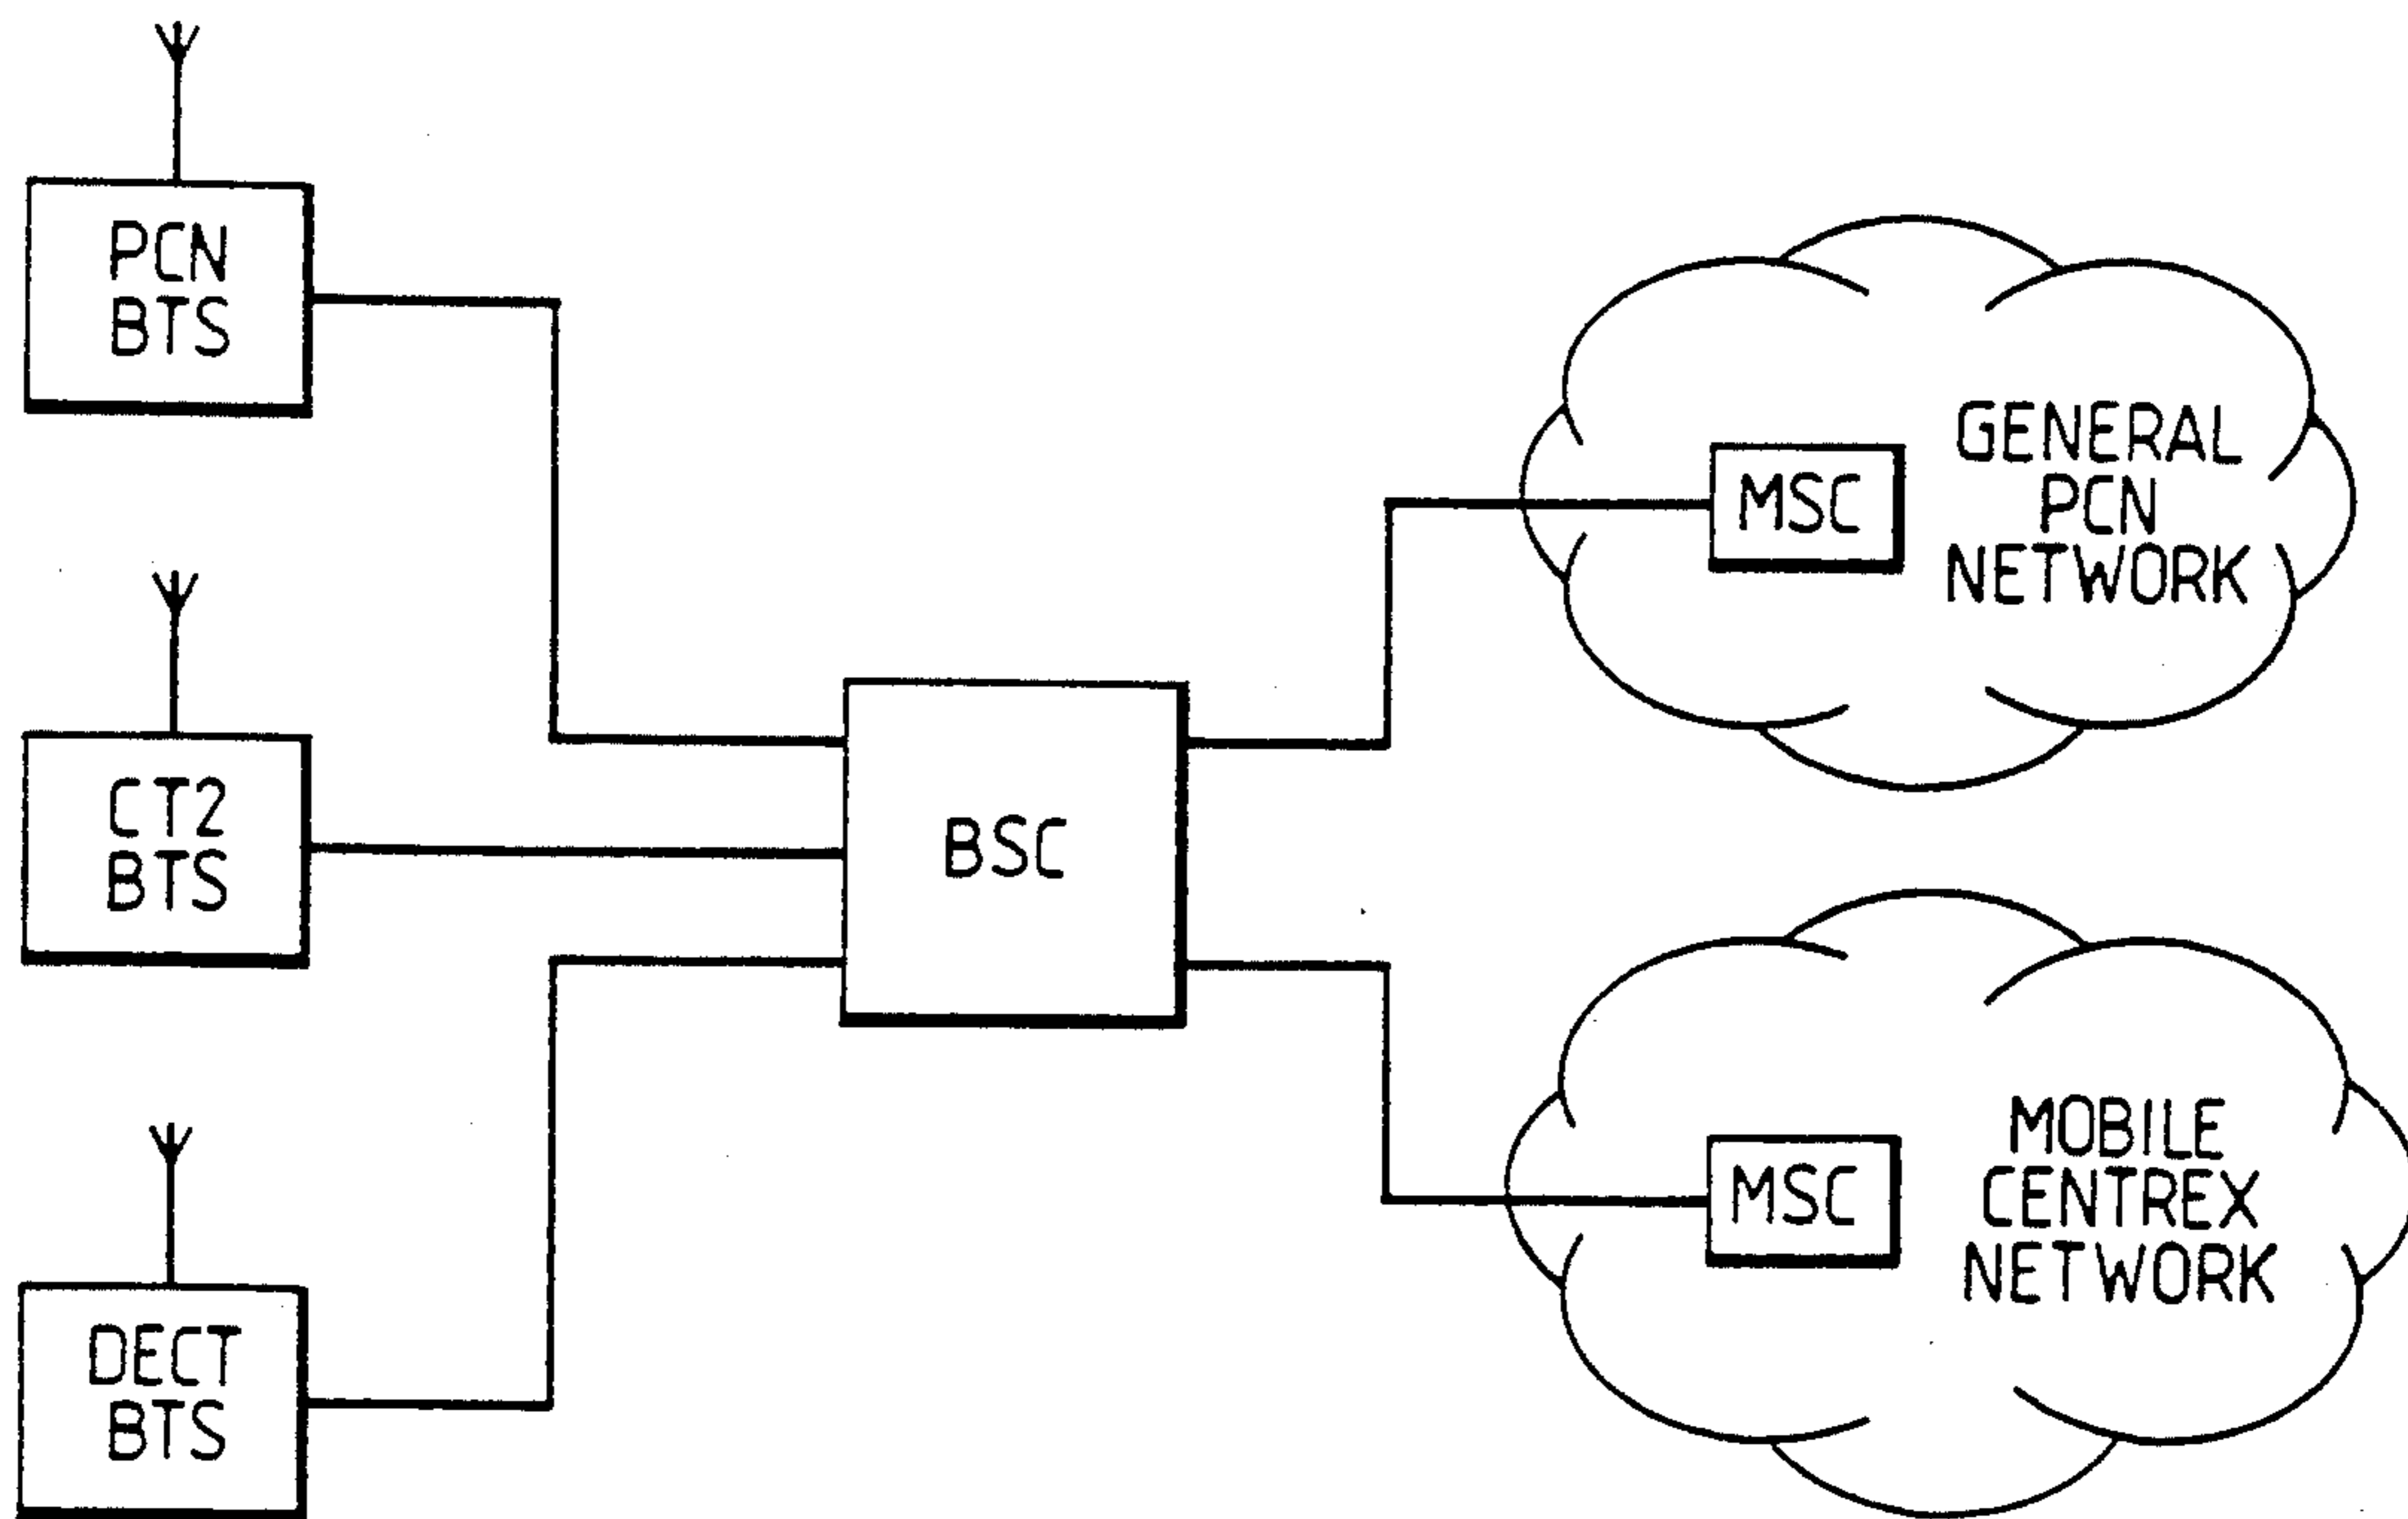 PCN
BTS
GENERAL
MSC
PCN
NETWORK
CT2
BTS
BSC
MOBILE
MSC
CENTREX
NETWORK
DECT
BTS